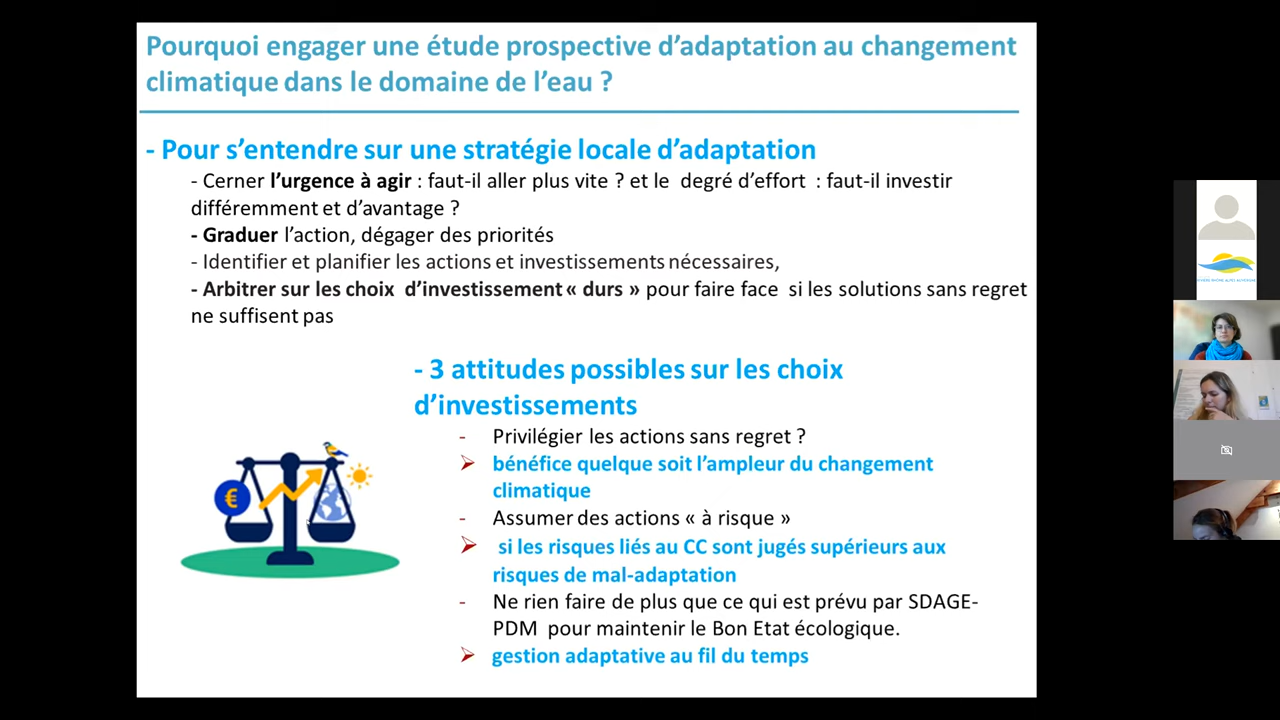 Pourquoi engager une étude prospective d’adaptation au changement
climatique dans le domaine de l’eau ?
- Pour s’entendre sur une stratégie locale d’adaptation
- Cerner l’urgence à agir : faut-il aller plus vite ? et le degré d’effort : faut-il investir
différemment et d’avantage ?
- Graduer l’action, dégager des priorités
- Identifier et planifier les actions et investissements nécessaires,
- Arbitrer sur les choix d’investissement « durs » pour faire face si les solutions sans regret
ne suffisent pas
- 3 attitudes possibles sur les choix
d’investissements
- Privilégier les actions sans regret ?
bénéfice quelque soit l’ampleur du changement
climatique
- Assumer des actions « à risque »
si les risques liés au CC sont jugés supérieurs aux
risques de mal-adaptation
- Ne rien faire de plus que ce qui est prévu par SDAGE-
PDM pour maintenir le Bon Etat écologique.
gestion adaptative au fil du temps
€